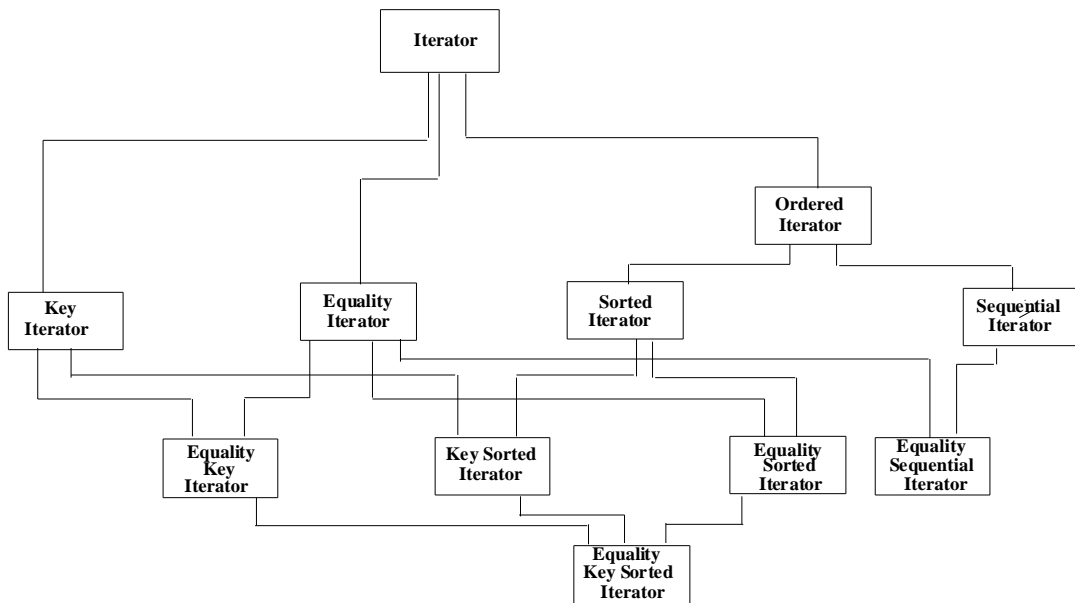 Iterator
Ordered
Iterator
Key
Iterator
Equality
Iterator
Sorted
Iterator
Sequential
Iterator
Equality
Key
Iterator
Key Sorted
Iterator
Equality
Sorted
Iterator
Equality
Sequential
Iterator
Equality
Key Sorted
Iterator